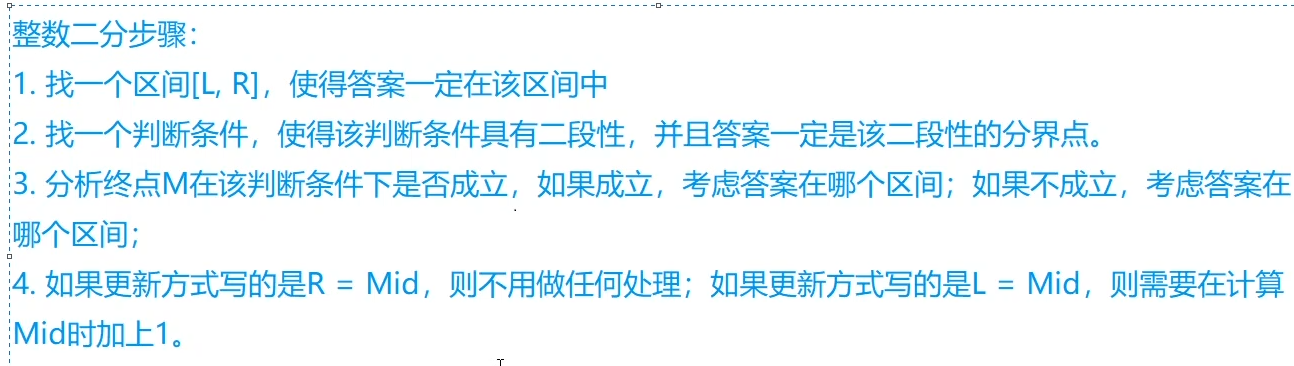 整数二分步骤：
1. 找一个区间[L, R]，使得答案一定在该区间中
2. 找一个判断条件，使得该判断条件具有二段性，并且答案一定是该二段性的分界点。
3. 分析终点M在该判断条件下是否成立，如果成立，考虑答案在哪个区间；如果不成立，考虑答案在
哪个区间；
4. 如果更新方式写的是R = Mid，则不用做任何处理；如果更新方式写的是L = Mid，则需要在计算
Mid时加上1。